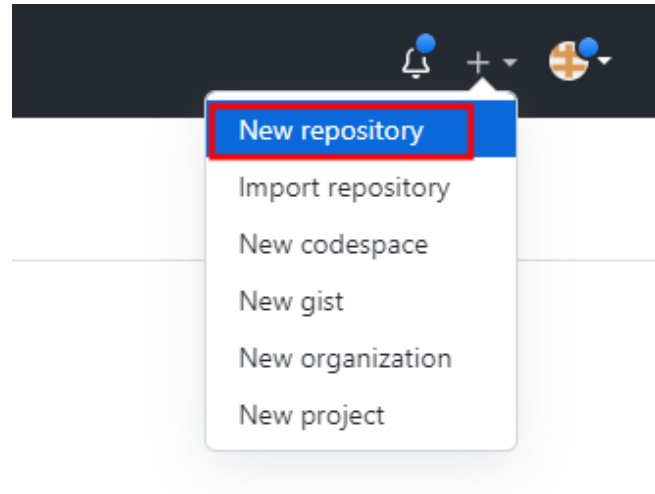 New repository
Import repository
New codespace
New gist
New organization
New project